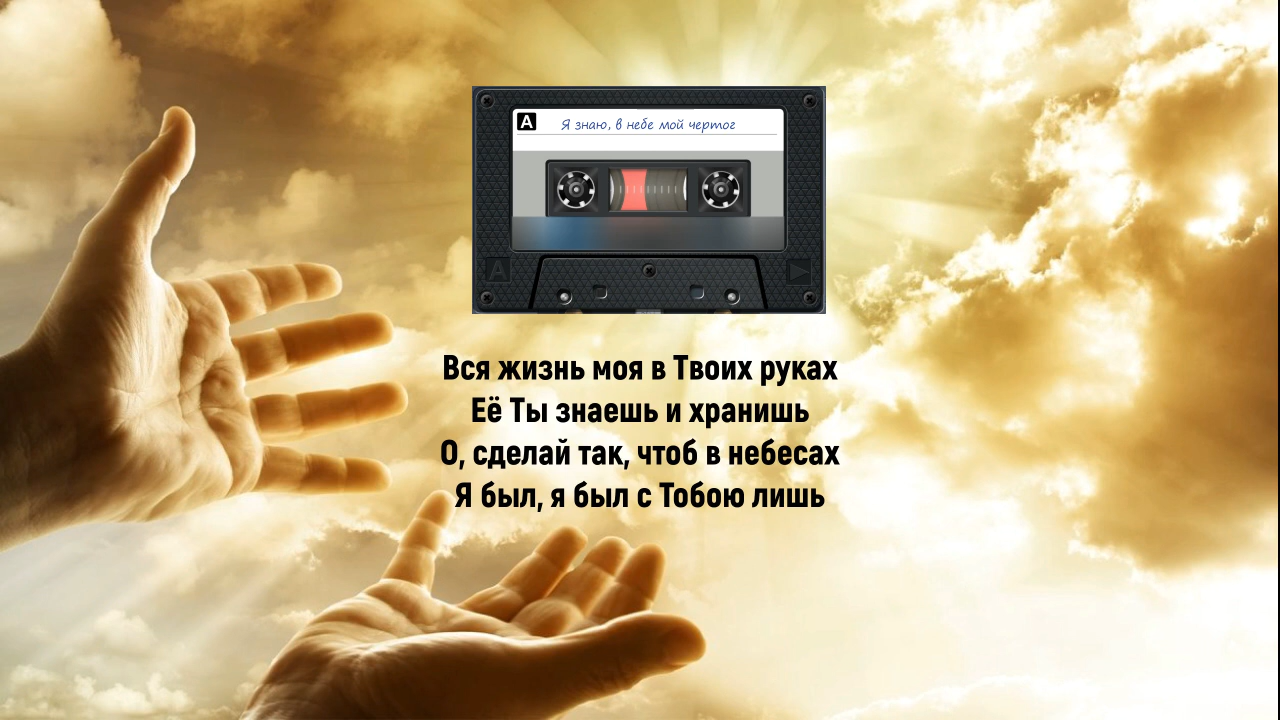 A
Я знаю, в небе мой чертог
A
Вся жизнь моя в Твоих руках
Её Ты знаешь и хранишь
О, сделай так, чтоб в небесах
Я был, я был с Тобою лишь